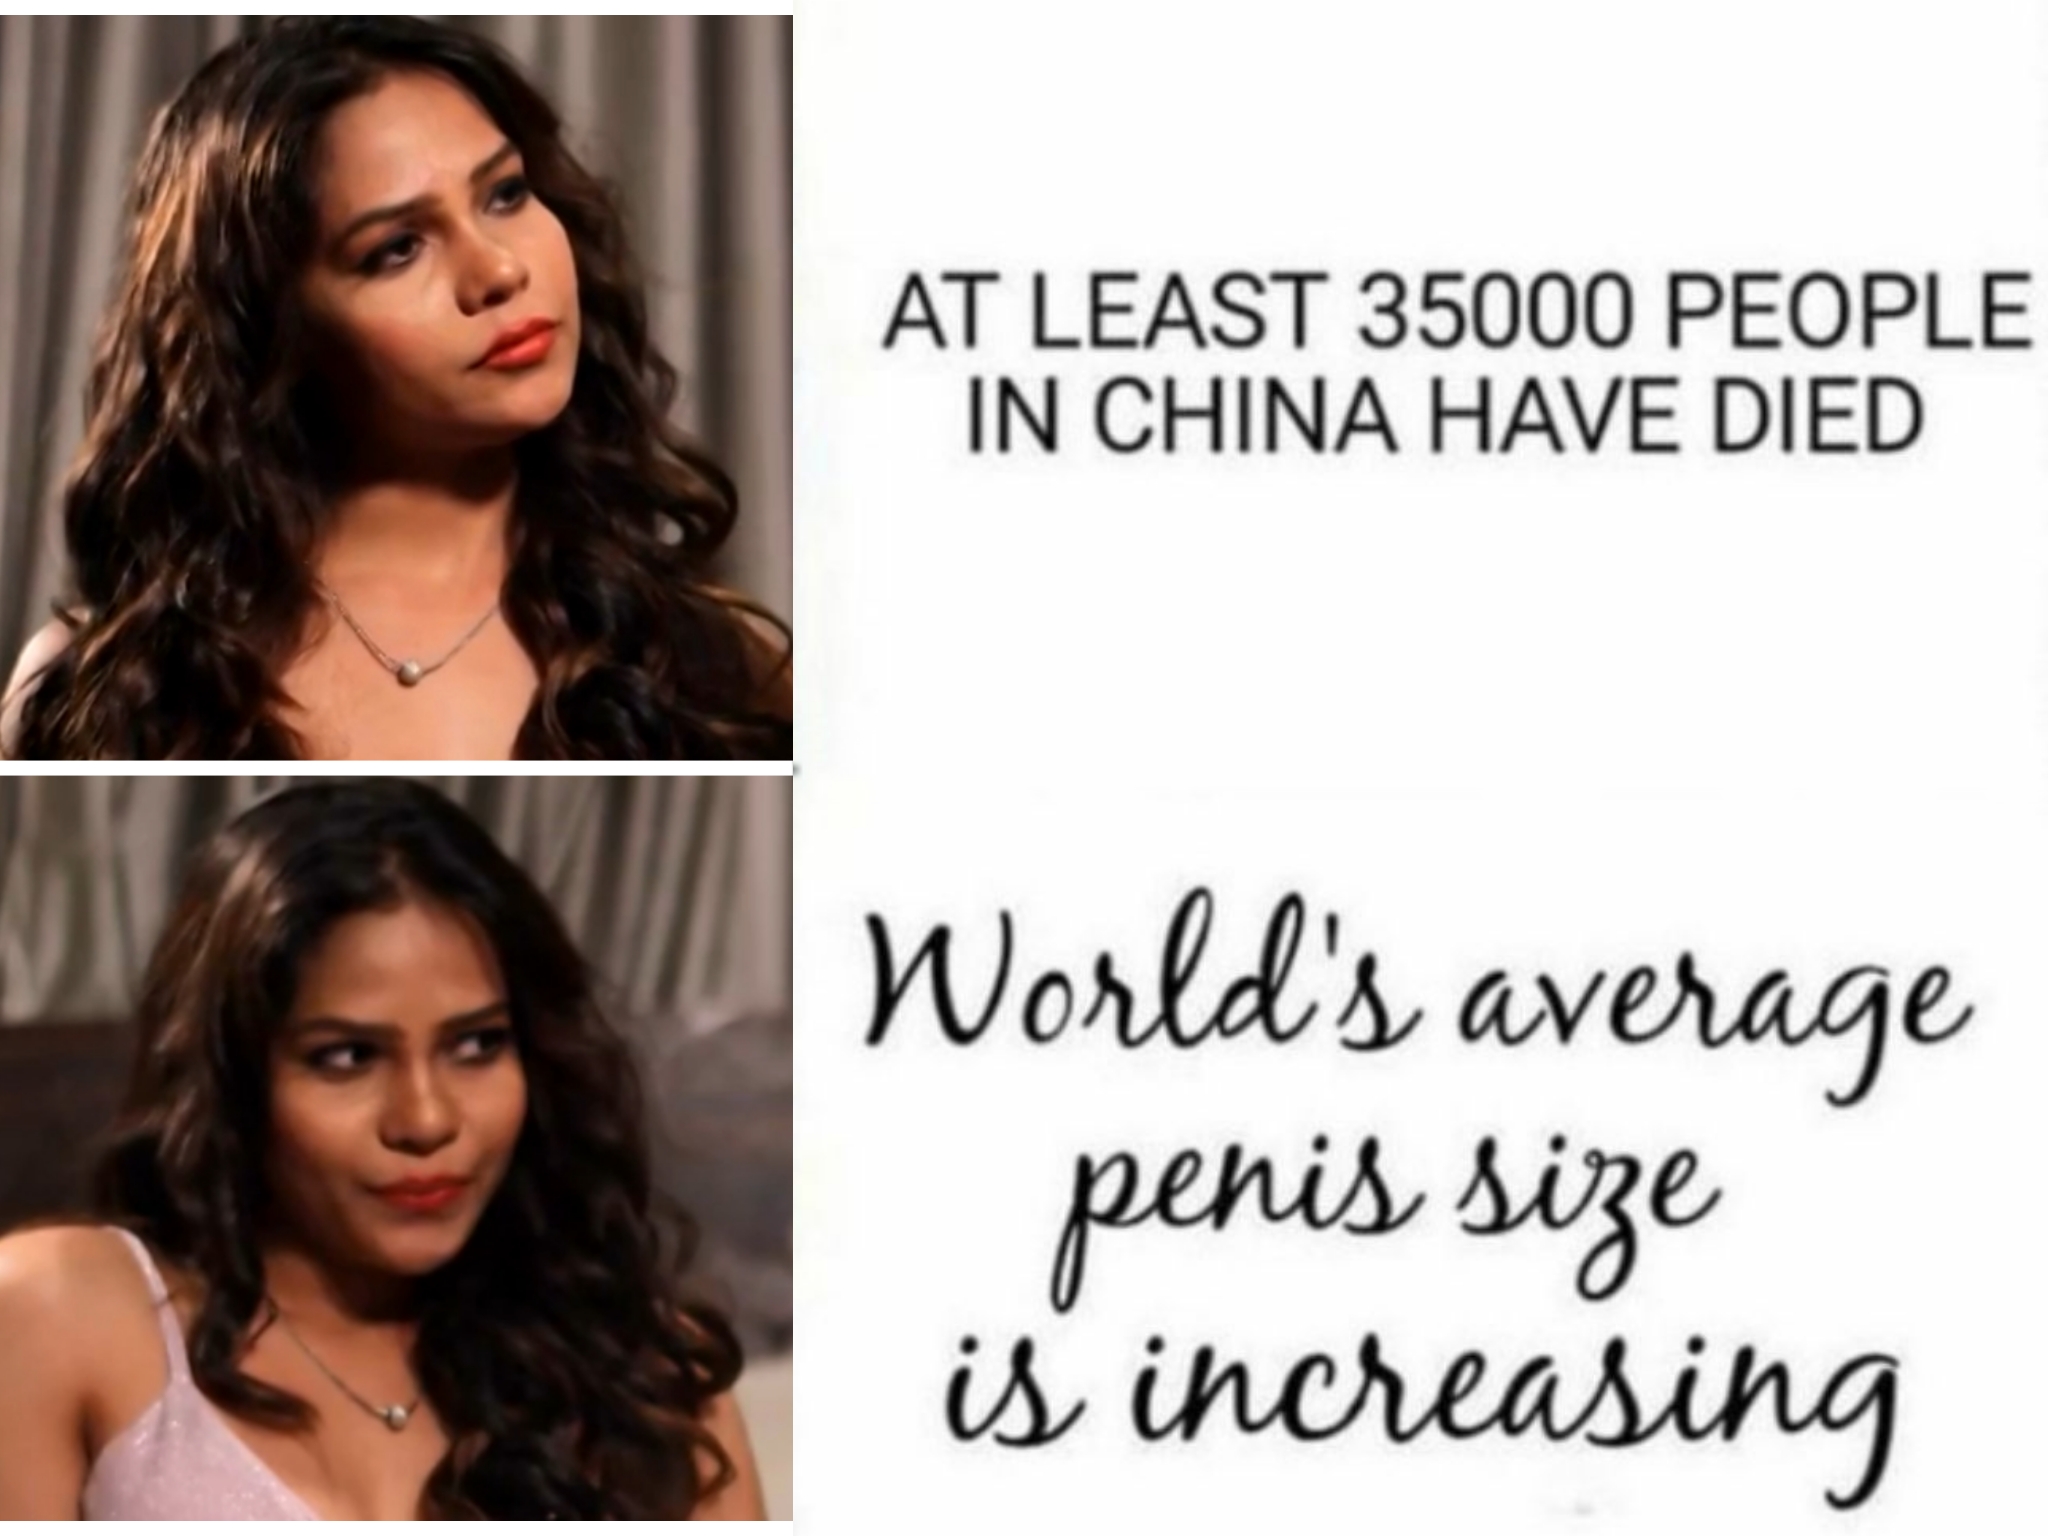 AT LEAST 35000 PEOPLE
IN CHINA HAVE DIED
World's average
penis size
is increasing